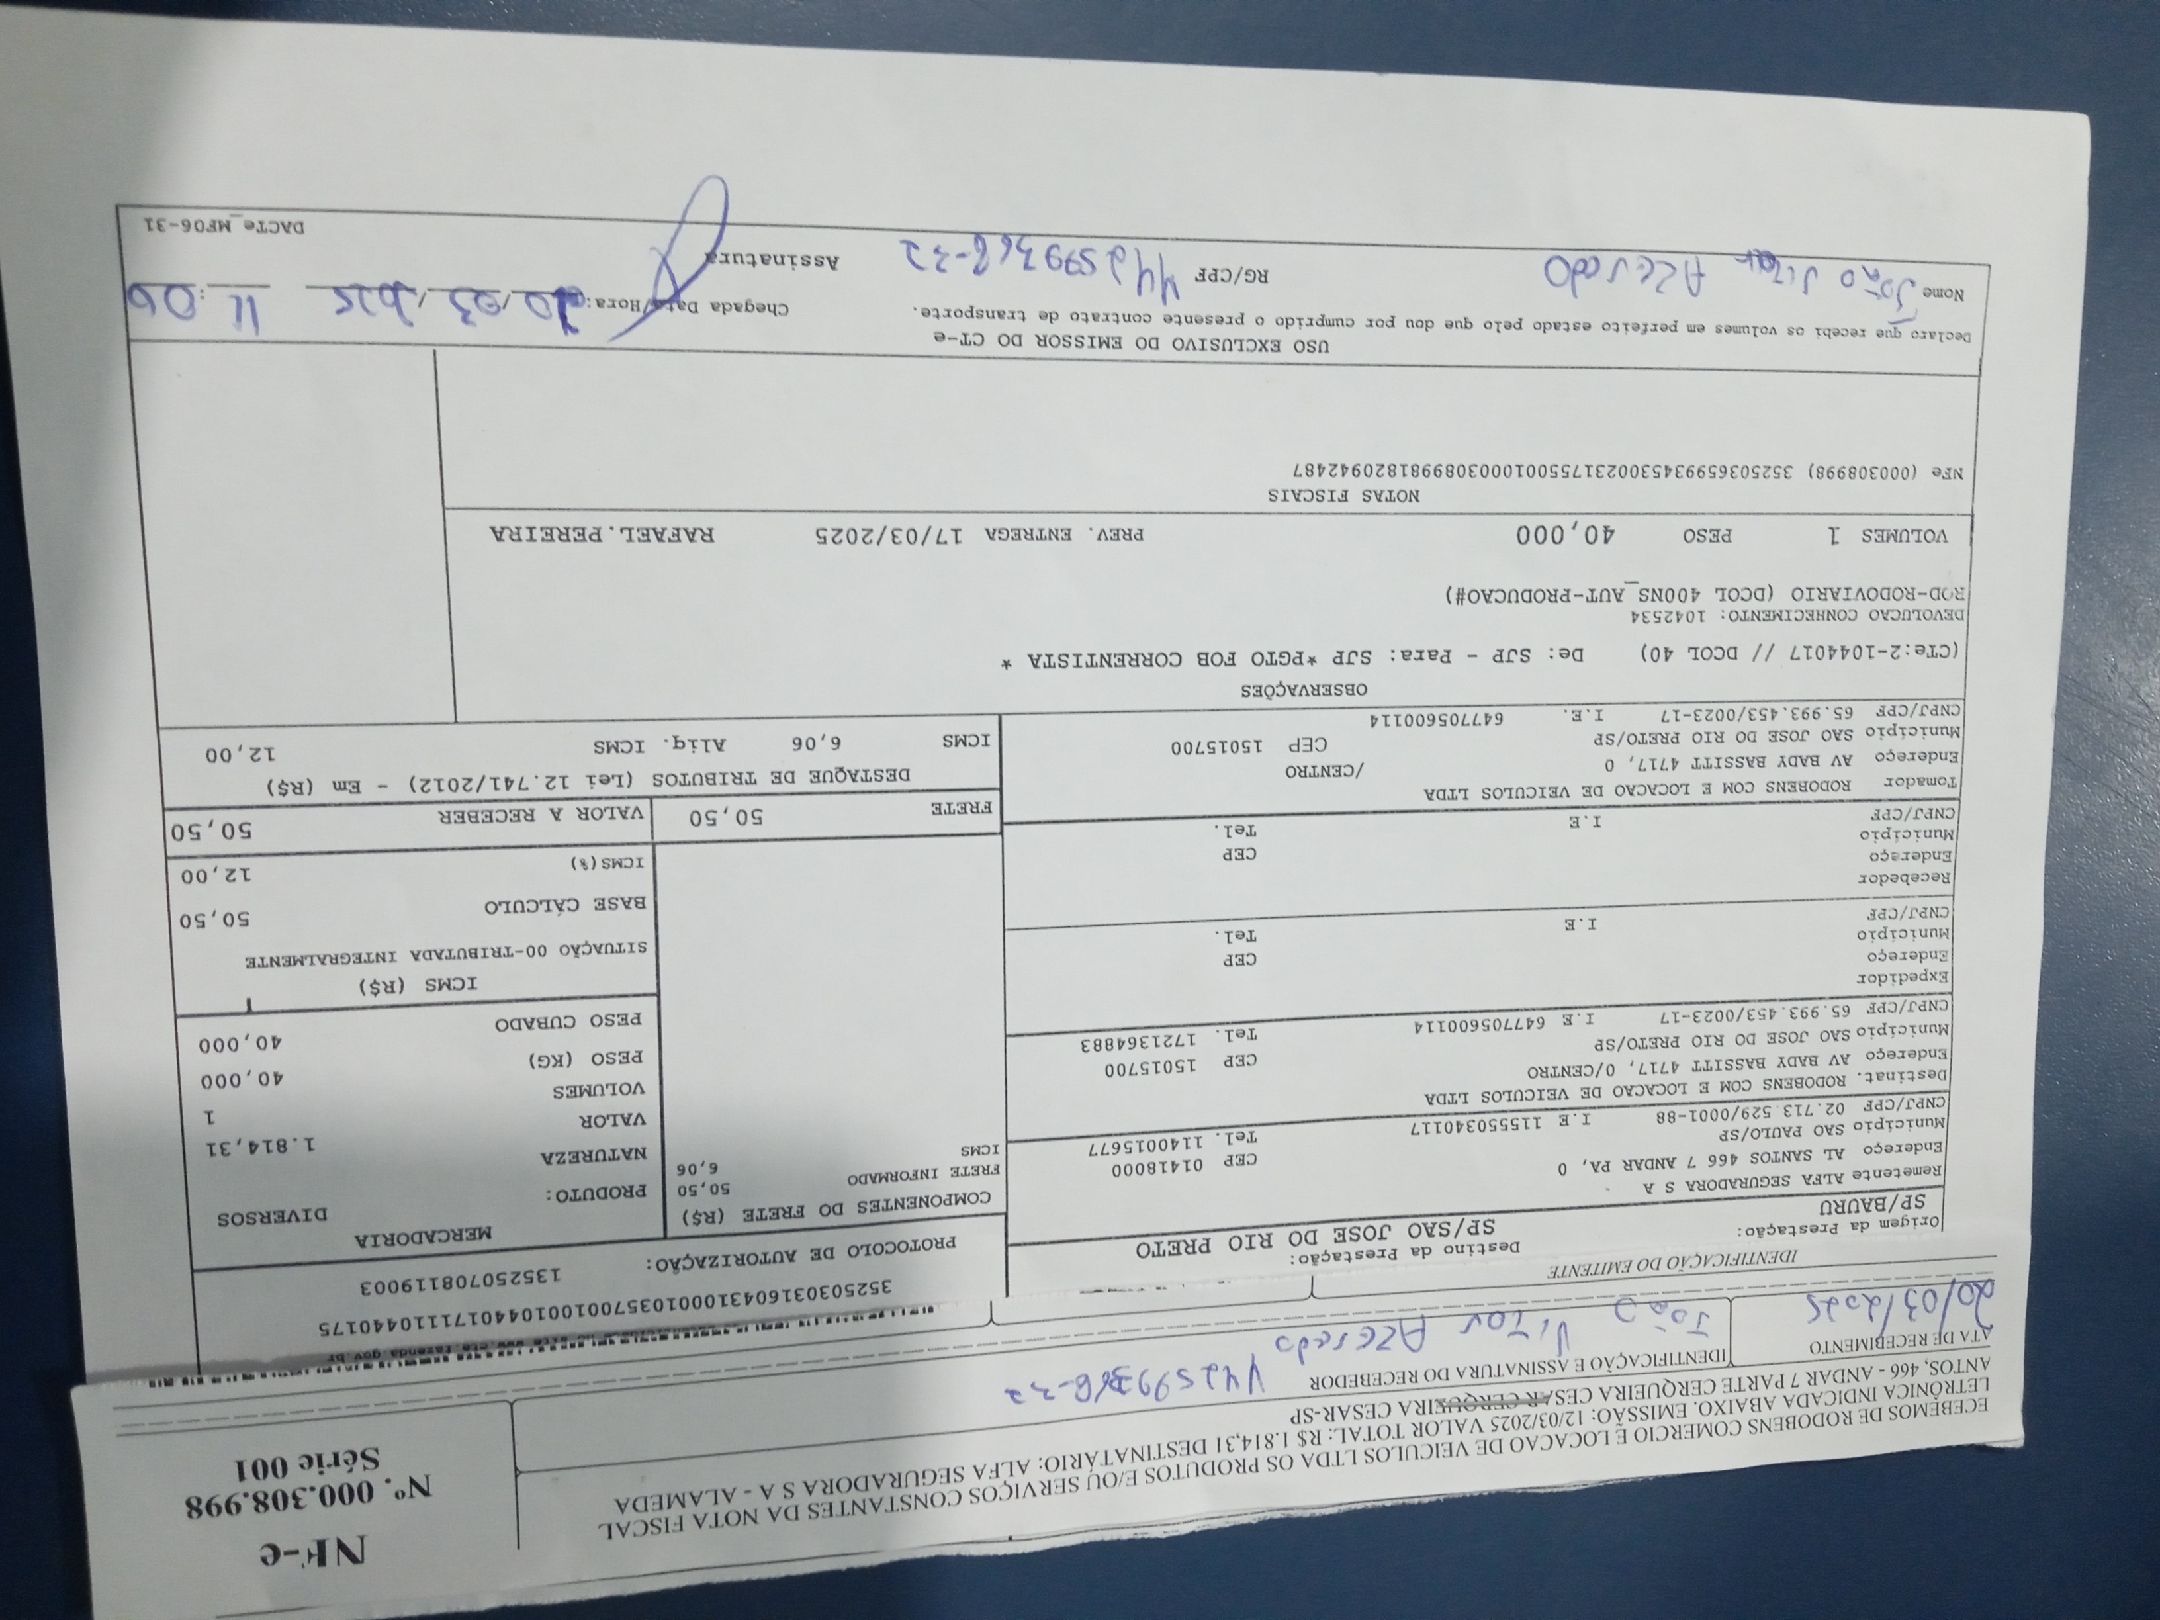 NF-e
Nº. 000.308.998
Série 001
ECEBEMOS DE RODOBENS COMERCIO E LOCACAO DE VEICULOS LTDA OS PRODUTOS E/OU SERVIÇOS CONSTANTES DA NOTA FISCAL
LETRÔNICA INDICADA ABAIXO. EMISSÃO: 12/03/2025 VALOR TOTAL: R$ 1.814,31 DESTINATÁRIO: ALFA SEGURADORA S A - ALAMEDA
ANTOS, 466 - ANDAR 7 PARTE CERQUEIRA CESAR CERQUEIRA CESAR-SP
ATA DE RECEBIMENTO
20/03/2025
IDENTIFICAÇÃO E ASSINATURA DO RECEBEDOR
João Vitor Azevedo
IDENTIFICAÇÃO DO EMITENTE
35250303160431000103570010010440171111044 0175
PROTOCOLO DE AUTORIZAÇÃO: 135250708119003
Origem da Prestação:
SP/BAURU
Destino da Prestação:
SP/SAO JOSE DO RIO PRETO
Remetente ALFA SEGURADORA S A
Endereço AL SANTOS 466 7 ANDAR PA, 0 CEP 01418000
Município SAO PAULO/SP Tel. 1140015677
CNPJ/CPF 02.713.529/0001-88 I.E 115550340117
Destinat. RODOBENS COM E LOCACAO DE VEICULOS LTDA
Endereço AV BADY BASSITT 4717, 0/CENTRO CEP 15015700
Município SAO JOSE DO RIO PRETO/SP Tel. 1721364883
CNPJ/CPF 65.993.453/0023-17 I.E 647705600114
Expedidor
Endereço CEP
Município Tel.
CNPJ/CPF I.E
Recebedor
Endereço CEP
Município Tel.
CNPJ/CPF I.E
Tomador RODOBENS COM E LOCACAO DE VEICULOS LTDA
Endereço AV BADY BASSITT 4717, 0 /CENTRO
Município SAO JOSE DO RIO PRETO/SP CEP 15015700
CNPJ/CPF 65.993.453/0023-17 I.E. 647705600114
COMPONENTES DO FRETE (R$)
FRETE INFORMADO 50,50
ICMS 6,06
MERCADORIA
PRODUTO: DIVERSOS
NATUREZA
VALOR 1.814,31
VOLUMES 1
PESO (KG) 40,000
PESO CUBADO 40,000
ICMS (R$)
SITUAÇÃO 00-TRIBUTADA INTEGRALMENTE
BASE CÁLCULO 50,50
ICMS(%) 12,00
FRETE 50,50 VALOR A RECEBER 50,50
DESTAQUE DE TRIBUTOS (Lei 12.741/2012) - Em (R$)
ICMS 6,06 Aliq. ICMS 12,00
OBSERVAÇÕES
(CTe:2-1044017 // DCOL 40) De: SJP - Para: SJP *PGTO FOB CORRENTISTA *
DEVOLUCAO CONHECIMENTO: 1042534
ROD-RODOVIARIO (DCOL 400NS_AUT-PRODUCAO#)
VOLUMES 1 PESO 40,000 PREV. ENTREGA 17/03/2025 RAFAEL.PEREIRA
NOTAS FISCAIS
NFe (000308998) 35250365993453002317550010003089981820942487
USO EXCLUSIVO DO EMISSOR DO CT-e
Declaro que recebi os volumes em perfeito estado pelo que dou por cumprido o presente contrato de transporte.
Chegada Data/Hora: 20/03/2025 11:00
Nome João Vitor Azevedo RG/CPF Assinatura
DACTe_MF06-31